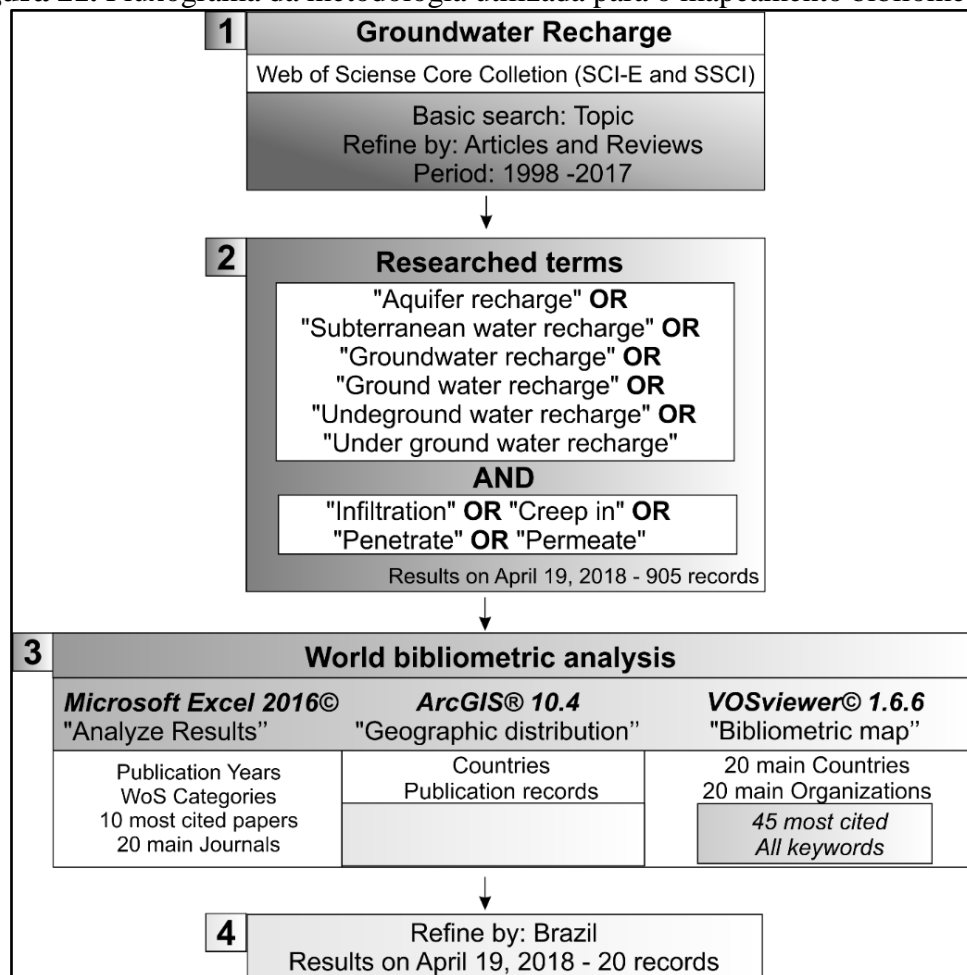 1
Groundwater Recharge
Web of Sciense Core Colletion (SCI-E and SSCI)
Basic search: Topic
Refine by: Articles and Reviews
Period: 1998 -2017
2
Researched terms
"Aquifer recharge" OR
"Subterranean water recharge" OR
"Groundwater recharge" OR
"Ground water recharge" OR
"Undeground water recharge" OR
"Under ground water recharge"
AND
"Infiltration" OR "Creep in" OR
"Penetrate" OR "Permeate"
Results on April 19, 2018 - 905 records
3
World bibliometric analysis
Microsoft Excel 2016©
"Analyze Results''
Publication Years
WoS Categories
10 most cited papers
20 main Journals
ArcGIS® 10.4
"Geographic distribution''
Countries
Publication records
VOSviewer© 1.6.6
"Bibliometric map''
20 main Countries
20 main Organizations
45 most cited
All keywords
4
Refine by: Brazil
Results on April 19, 2018 - 20 records